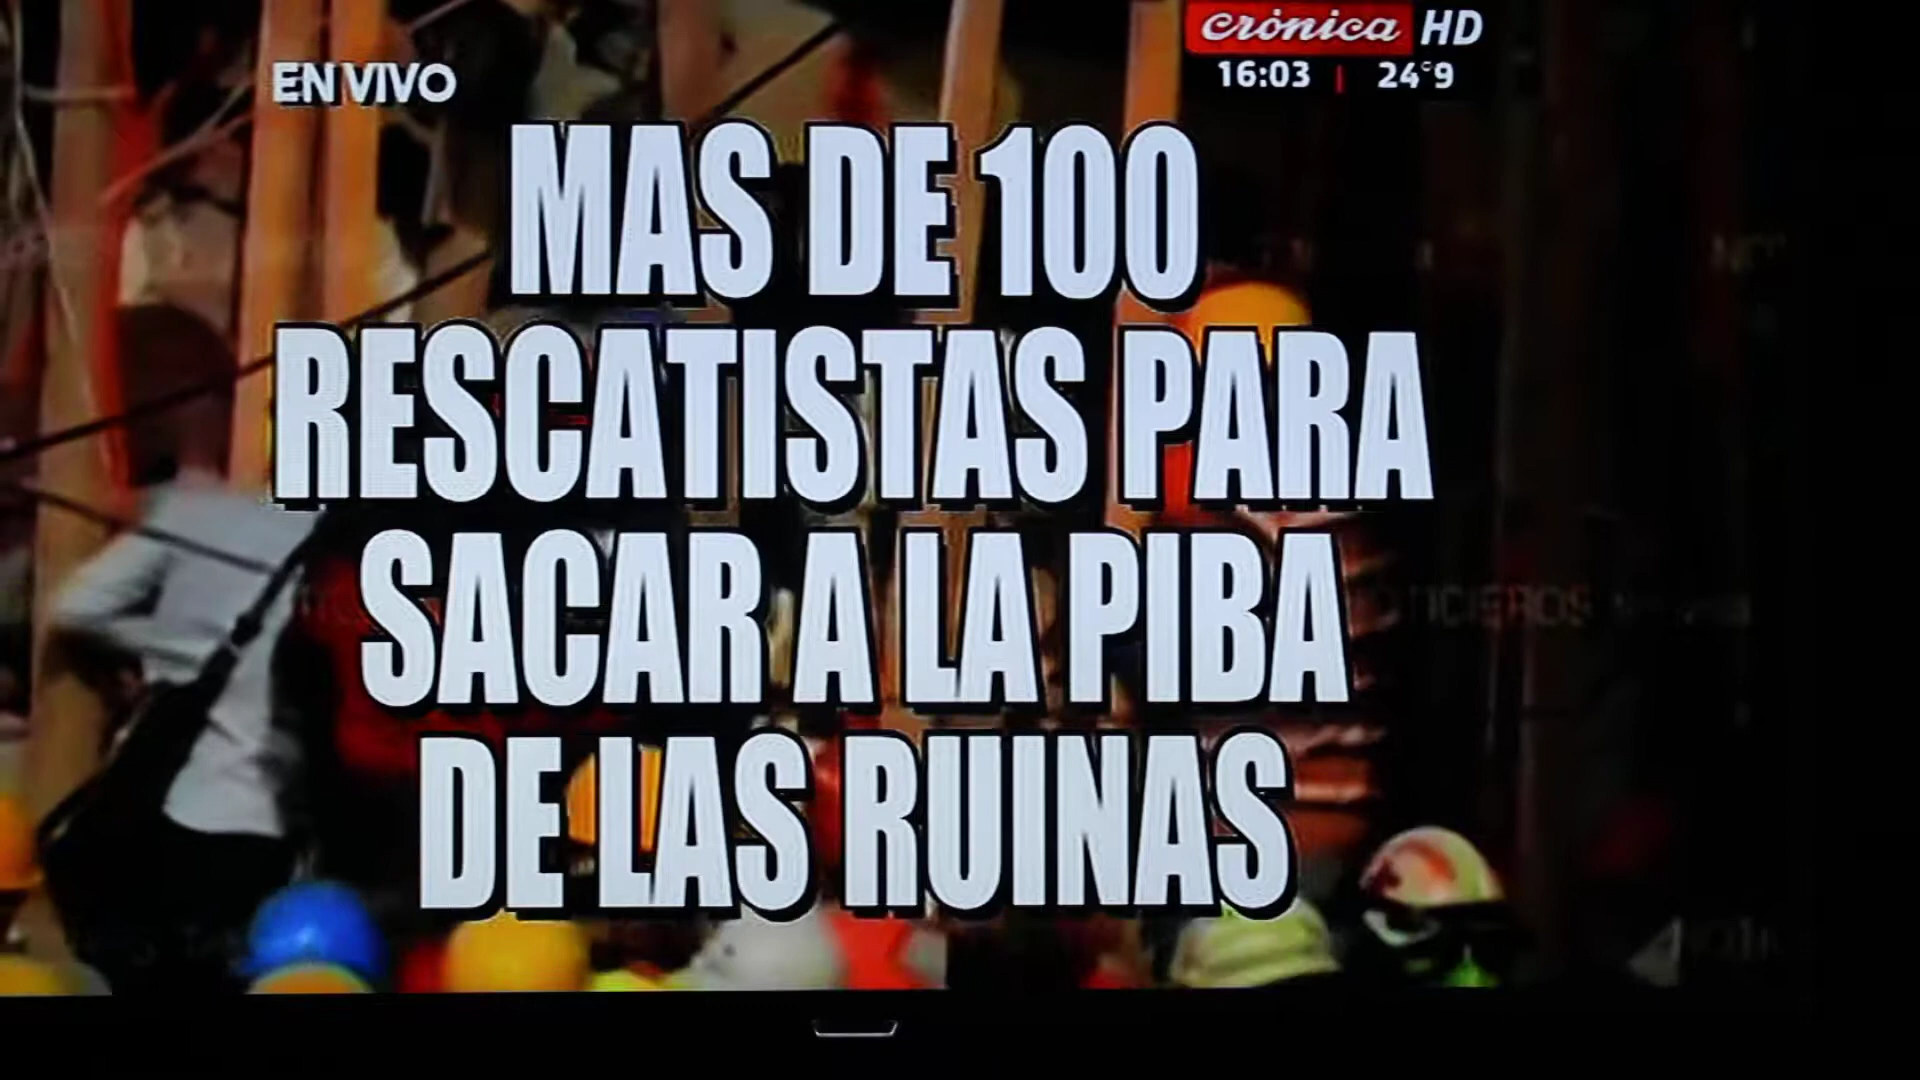 crónica HD
EN VIVO
16:03 | 24°9
MAS DE 100
RESCATISTAS PARA
SACAR A LA PIBA
DE LAS RUINAS